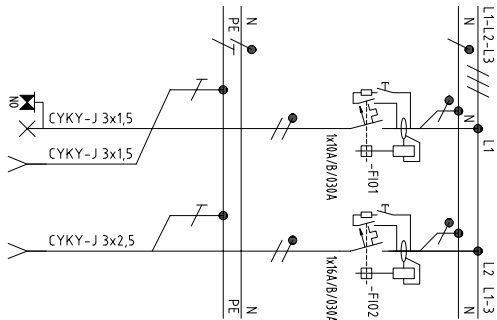 N
PE
N
L1-L2-L3
N
N
L1
NO
CYKY-J 3x1,5
CYKY-J 3x1,5
1x10A/B/030A
-FI01
N
CYKY-J 3x2,5
1x16A/B/030A
-FI02
L2
PE
N
N
L1-3